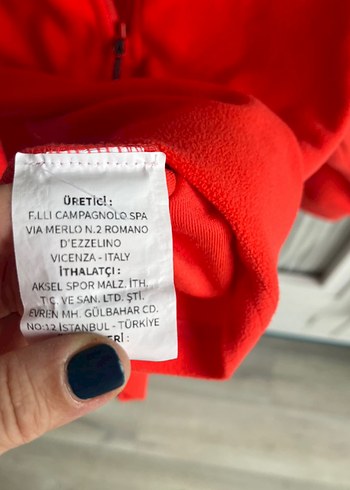 ÜRETİCİ :
F.LLI CAMPAGNOLO SPA
VIA MERLO N.2 ROMANO
D'EZZELINO
VICENZA - ITALY
İTHALATÇI :
AKSEL SPOR MALZ. İTH.
TİC. VE SAN. LTD. ŞTİ.
EVREN MH. GÜLBAHAR CD.
NO:12 İSTANBUL - TÜRKİYE